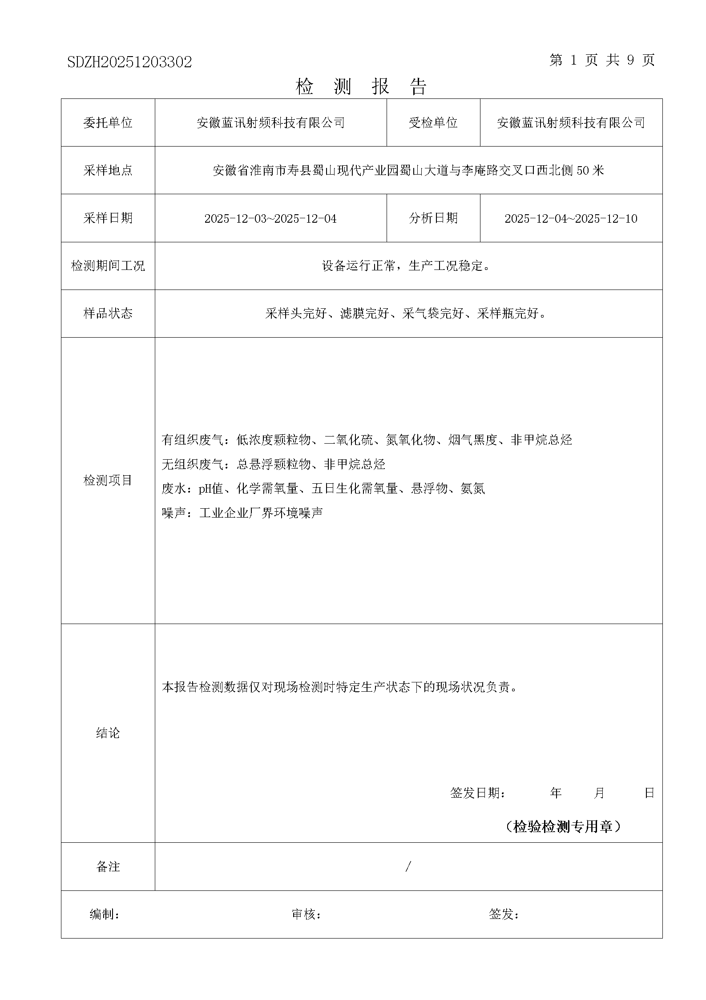 SDZH20251203302
第 1 页 共 9 页
检 测 报 告
委托单位 安徽蓝讯射频科技有限公司 受检单位 安徽蓝讯射频科技有限公司
采样地点 安徽省淮南市寿县蜀山现代产业园蜀山大道与李庵路交叉口西北侧 50 米
采样日期 2025-12-03~2025-12-04 分析日期 2025-12-04~2025-12-10
检测期间工况 设备运行正常，生产工况稳定。
样品状态 采样头完好、滤膜完好、采气袋完好、采样瓶完好。
检测项目
有组织废气：低浓度颗粒物、二氧化硫、氮氧化物、烟气黑度、非甲烷总烃
无组织废气：总悬浮颗粒物、非甲烷总烃
废水：pH值、化学需氧量、五日生化需氧量、悬浮物、氨氮
噪声：工业企业厂界环境噪声
结论
本报告检测数据仅对现场检测时特定生产状态下的现场状况负责。
签发日期： 年 月 日
（检验检测专用章）
备注 /
编制： 审核： 签发：